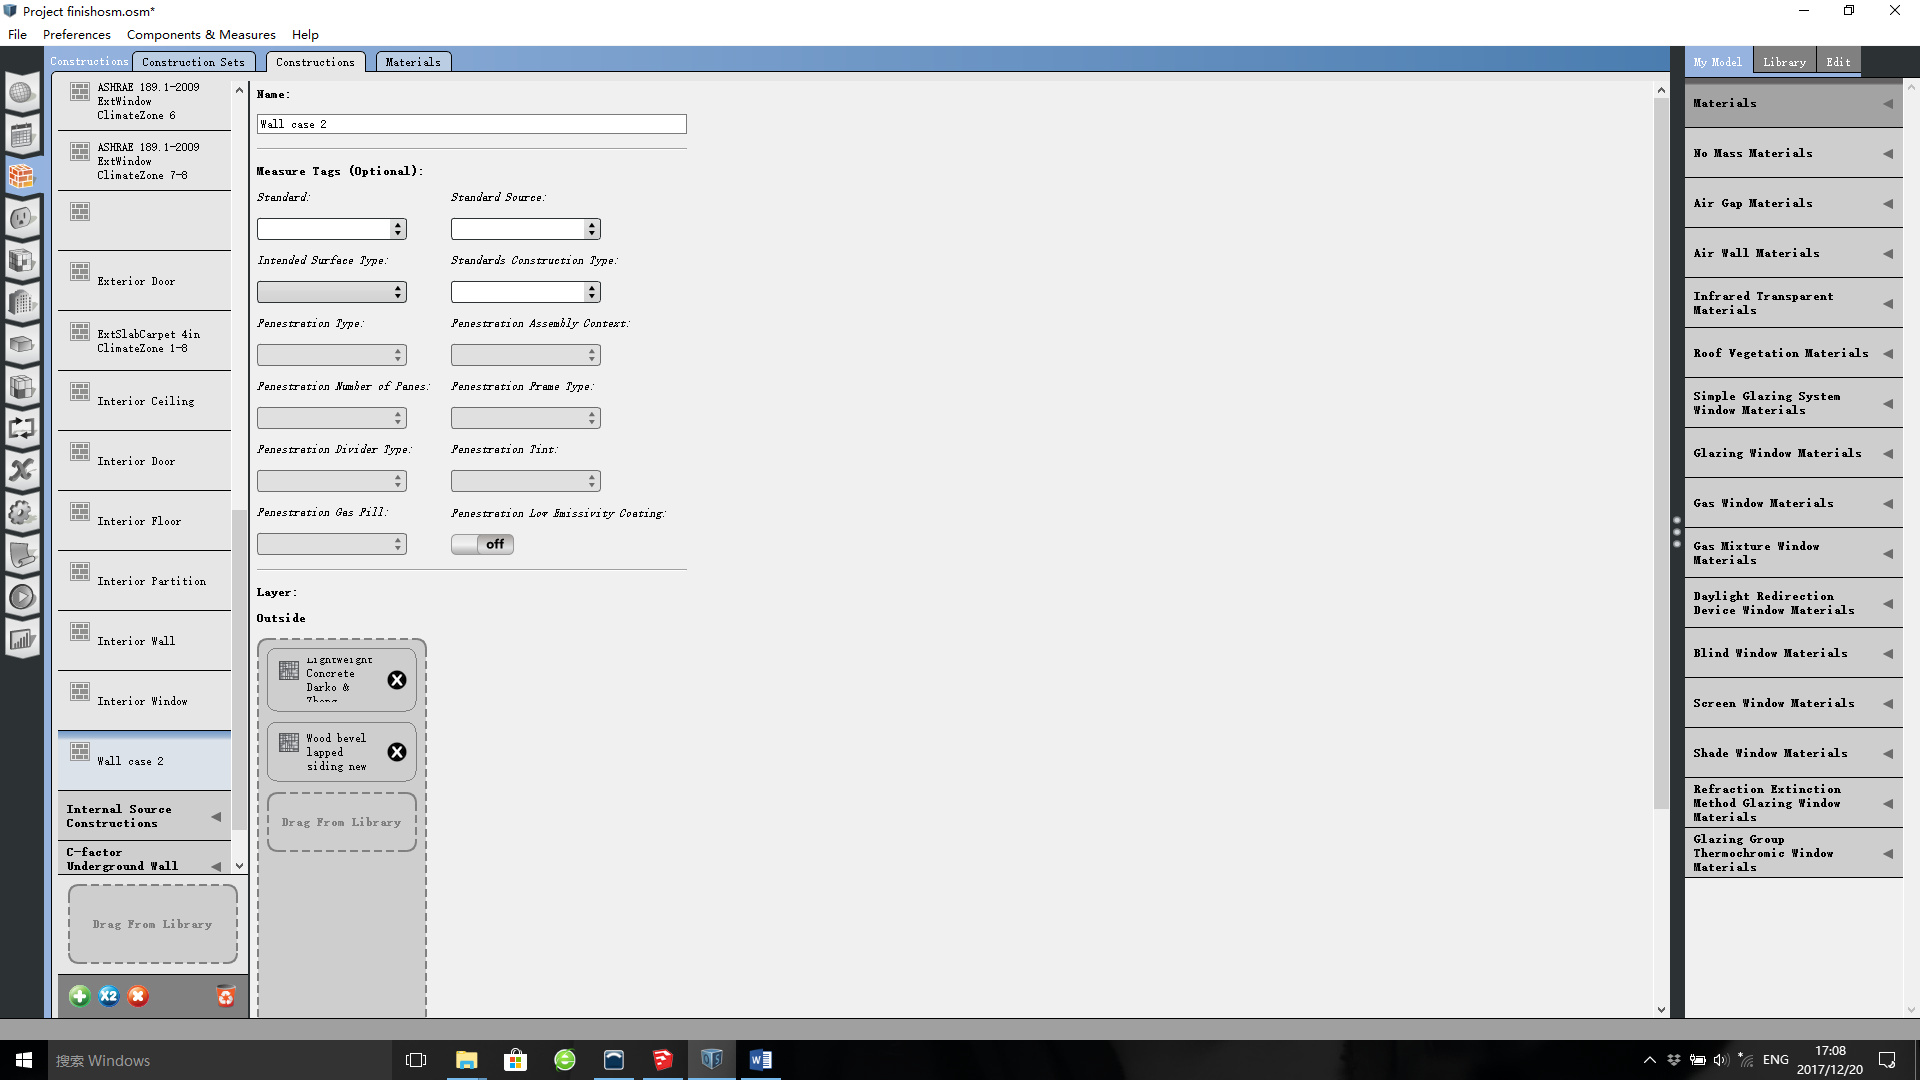 Project finishosm.osm*
File Preferences Components & Measures Help
Constructions Construction Sets Constructions Materials
My Model Library Edit
ASHRAE 189.1-2009
ExtWindow
ClimateZone 6
ASHRAE 189.1-2009
ExtWindow
ClimateZone 7-8
Exterior Door
ExtSlabCarpet 4in
ClimateZone 1-8
Interior Ceiling
Interior Door
Interior Floor
Interior Partition
Interior Wall
Interior Window
Wall case 2
Internal Source
Constructions
C-factor
Underground Wall
Drag From Library
X2
Name:
Wall case 2
Measure Tags (Optional):
Standard: Standard Source:
Intended Surface Type: Standards Construction Type:
Fenestration Type: Fenestration Assembly Context:
Fenestration Number of Panes: Fenestration Frame Type:
Fenestration Divider Type: Fenestration Tint:
Fenestration Gas Fill: Fenestration Low Emissivity Coating:
off
Layer:
Outside
Lightweight
Concrete
Darko &
Zhong
Wood bevel
lapped
siding new
Drag From Library
Materials
No Mass Materials
Air Gap Materials
Air Wall Materials
Infrared Transparent
Materials
Roof Vegetation Materials
Simple Glazing System
Window Materials
Glazing Window Materials
Gas Window Materials
Gas Mixture Window
Materials
Daylight Redirection
Device Window Materials
Blind Window Materials
Screen Window Materials
Shade Window Materials
Refraction Extinction
Method Glazing Window
Materials
Glazing Group
Thermochromic Window
Materials
搜索 Windows
ENG
17:08
2017/12/20